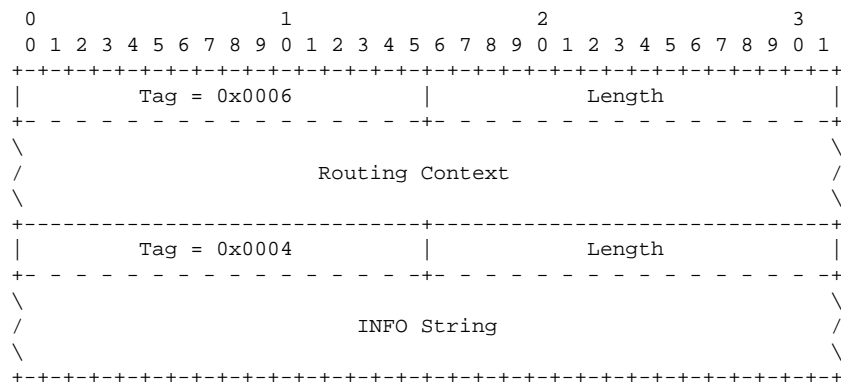 0                   1                   2                   3
 0 1 2 3 4 5 6 7 8 9 0 1 2 3 4 5 6 7 8 9 0 1 2 3 4 5 6 7 8 9 0 1
+-+-+-+-+-+-+-+-+-+-+-+-+-+-+-+-+-+-+-+-+-+-+-+-+-+-+-+-+-+-+-+-+
|         Tag = 0x0006          |            Length             |
+- - - - - - - - - - - - - - - -+- - - - - - - - - - - - - - - -+
\                                                               \
/                       Routing Context                         /
\                                                               \
+-------------------------------+-------------------------------+
|         Tag = 0x0004          |            Length             |
+- - - - - - - - - - - - - - - -+- - - - - - - - - - - - - - - -+
\                                                               \
/                          INFO String                          /
\                                                               \
+-+-+-+-+-+-+-+-+-+-+-+-+-+-+-+-+-+-+-+-+-+-+-+-+-+-+-+-+-+-+-+-+